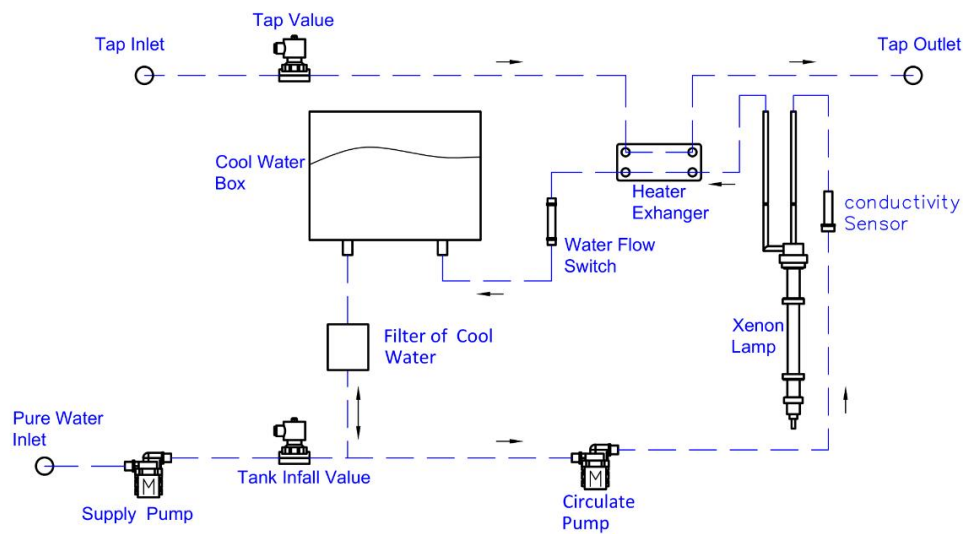 Tap Value
Tap Inlet
Tap Outlet
Cool Water
Box
Heater
Exhanger
conductivity
Sensor
Water Flow
Switch
Xenon
Lamp
Filter of Cool
Water
Pure Water
Inlet
Tank Infall Value
M
M
Supply Pump
Circulate
Pump